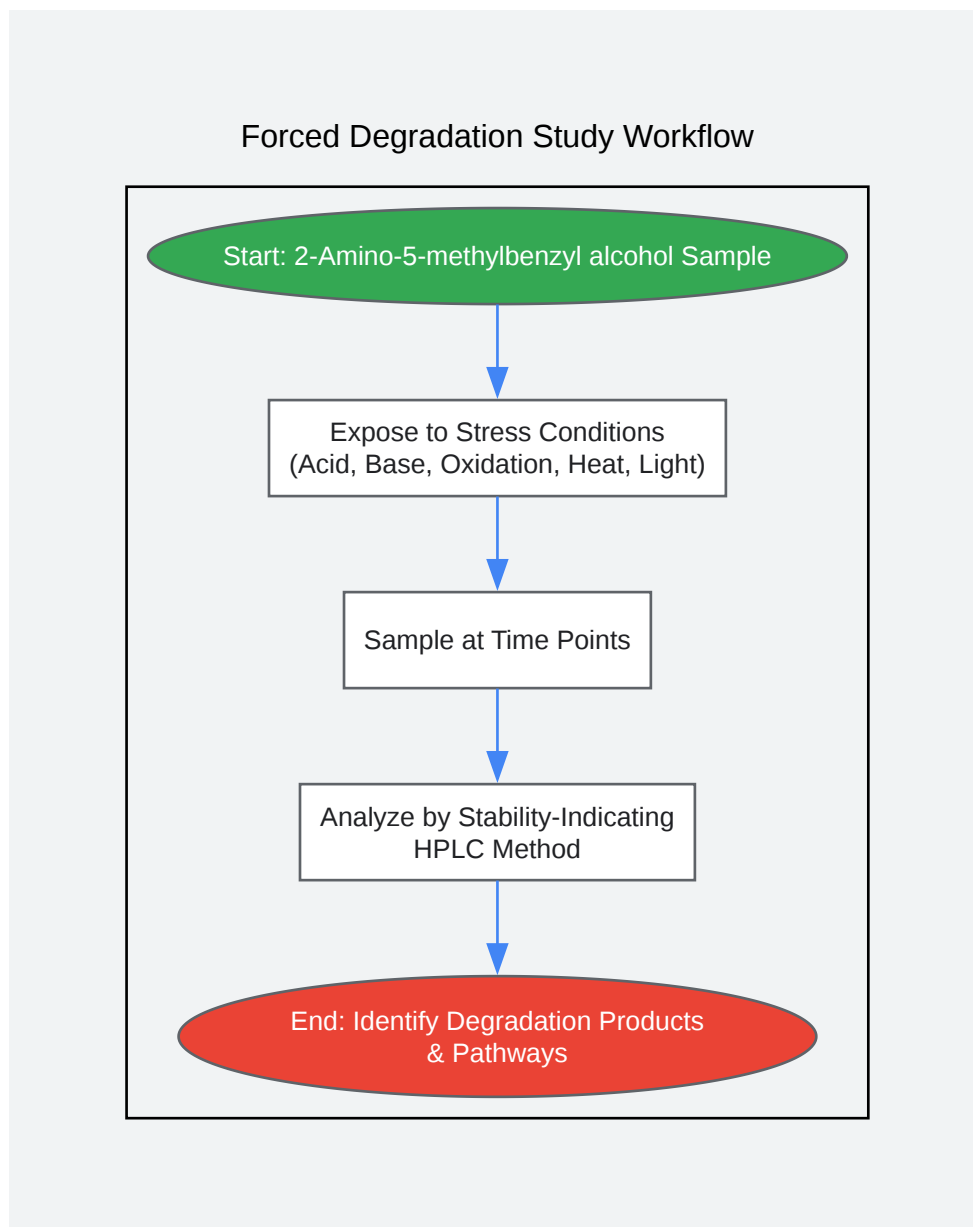 Forced Degradation Study Workflow
Start: 2-Amino-5-methylbenzyl alcohol Sample
Expose to Stress Conditions
(Acid, Base, Oxidation, Heat, Light)
Sample at Time Points
Analyze by Stability-Indicating
HPLC Method
End: Identify Degradation Products
& Pathways